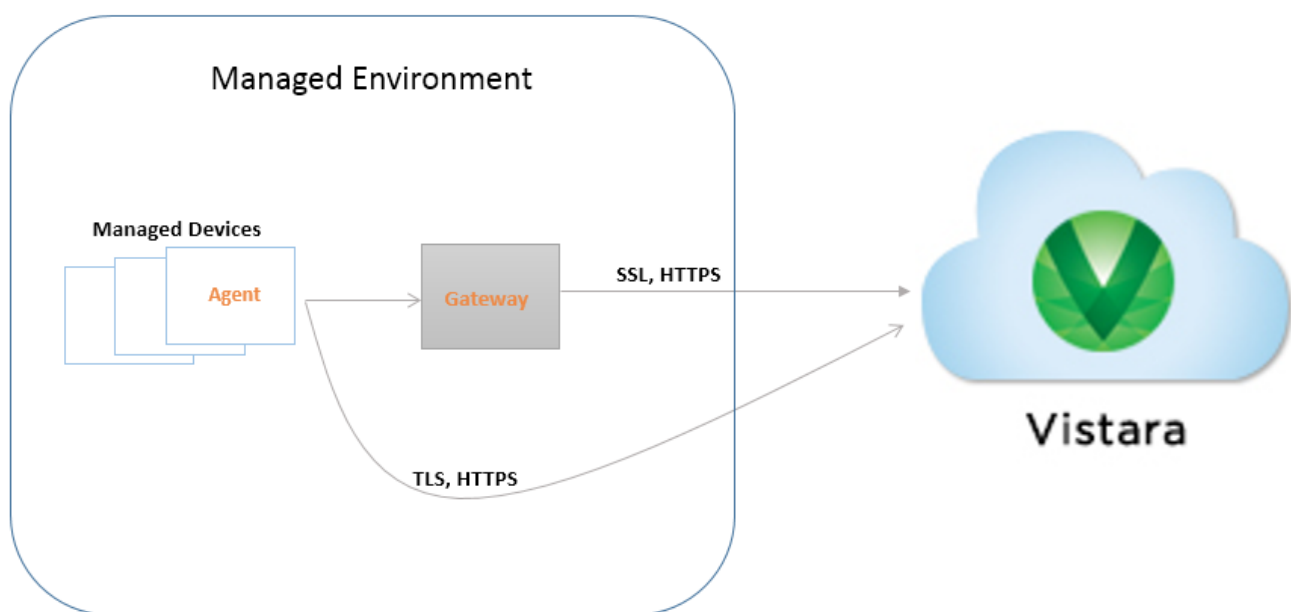 Managed Environment
Managed Devices
Agent
Gateway
SSL, HTTPS
TLS, HTTPS
Vistara